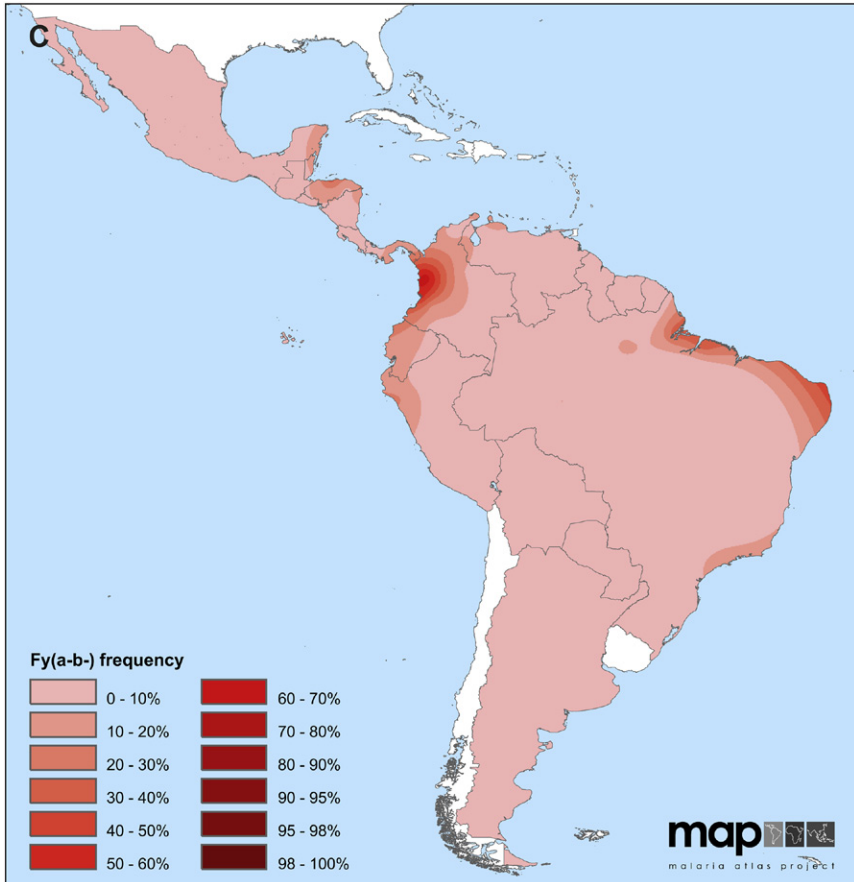 C
Fy(a-b-) frequency
0 - 10%
10 - 20%
20 - 30%
30 - 40%
40 - 50%
50 - 60%
60 - 70%
70 - 80%
80 - 90%
90 - 95%
95 - 98%
98 - 100%
map
malaria atlas project